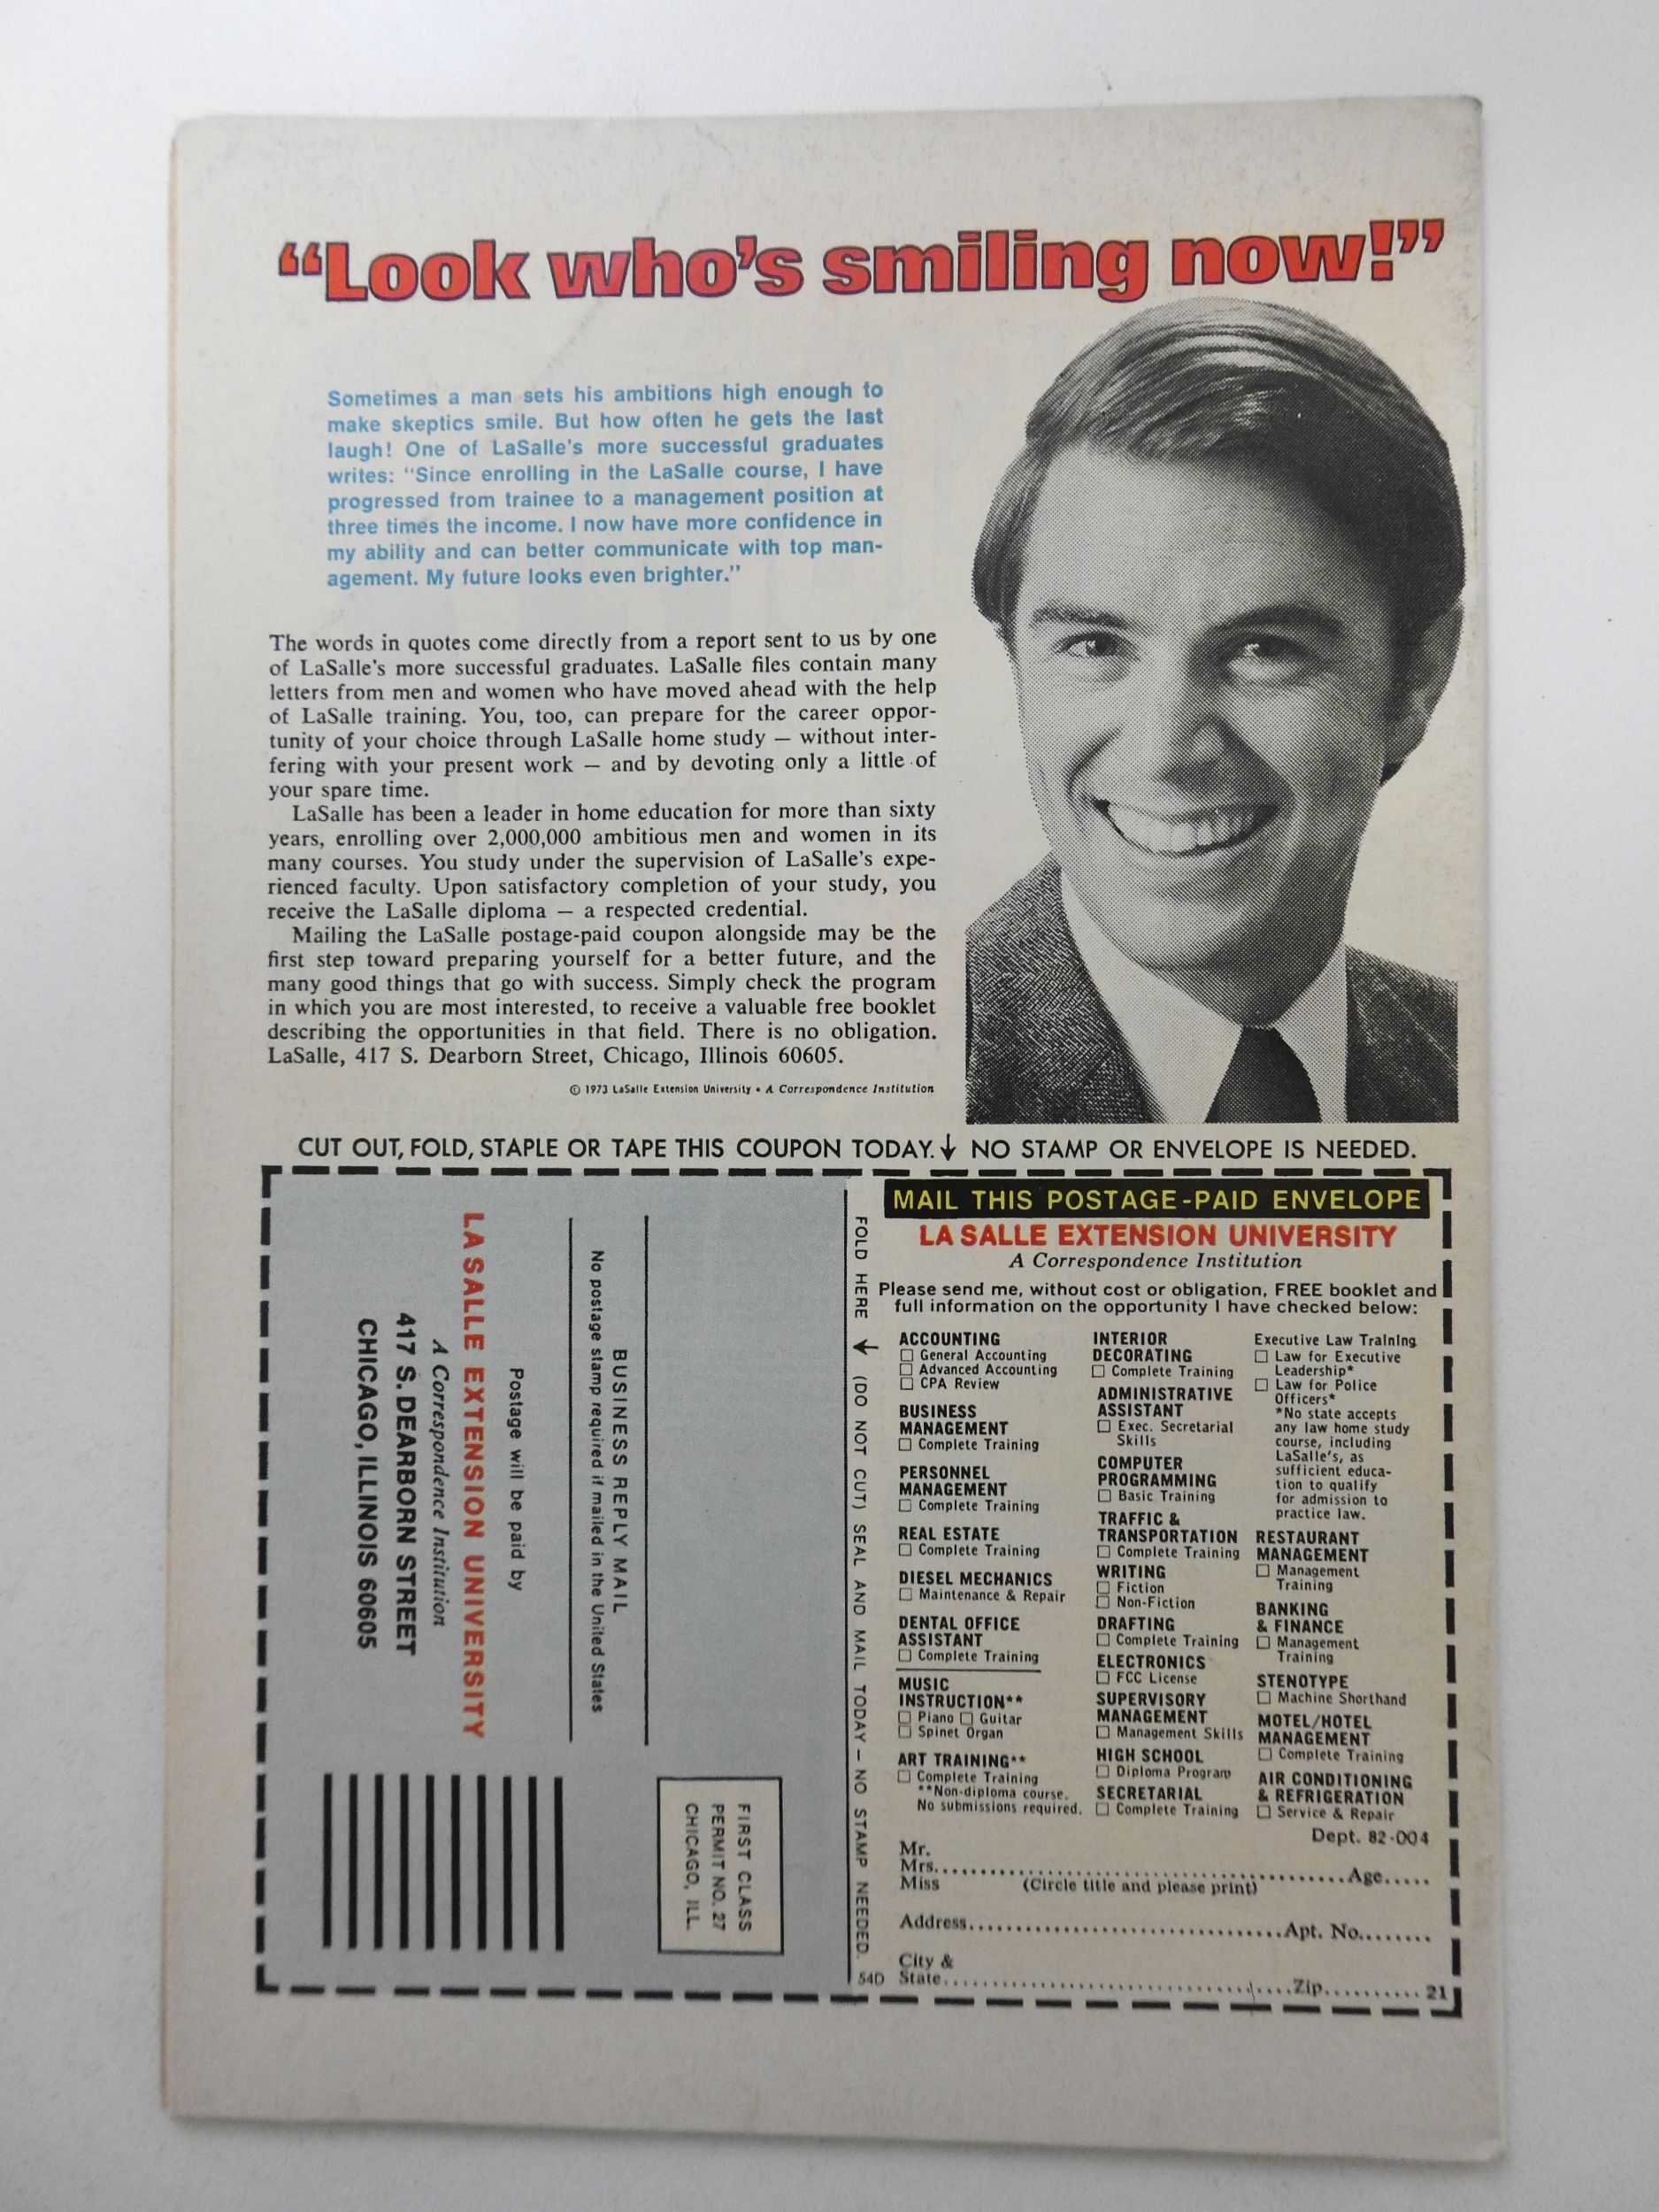 “Look who’s smiling now!”
Sometimes a man sets his ambitions high enough to
make skeptics smile. But how often he gets the last
laugh! One of LaSalle’s more successful graduates
writes: “Since enrolling in the LaSalle course, I have
progressed from trainee to a management position at
three times the income. I now have more confidence in
my ability and can better communicate with top man-
agement. My future looks even brighter.”
The words in quotes come directly from a report sent to us by one
of LaSalle’s more successful graduates. LaSalle files contain many
letters from men and women who have moved ahead with the help
of LaSalle training. You, too, can prepare for the career oppor-
tunity of your choice through LaSalle home study — without inter-
fering with your present work — and by devoting only a little of
your spare time.
LaSalle has been a leader in home education for more than sixty
years, enrolling over 2,000,000 ambitious men and women in its
many courses. You study under the supervision of LaSalle’s expe-
rienced faculty. Upon satisfactory completion of your study, you
receive the LaSalle diploma — a respected credential.
Mailing the LaSalle postage-paid coupon alongside may be the
first step toward preparing yourself for a better future, and the
many good things that go with success. Simply check the program
in which you are most interested, to receive a valuable free booklet
describing the opportunities in that field. There is no obligation.
LaSalle, 417 S. Dearborn Street, Chicago, Illinois 60605.
© 1973 LaSalle Extension University • A Correspondence Institution
CUT OUT, FOLD, STAPLE OR TAPE THIS COUPON TODAY. ↓ NO STAMP OR ENVELOPE IS NEEDED.
FIRST CLASS
PERMIT NO. 27
CHICAGO, ILL.
BUSINESS REPLY MAIL
No postage stamp required if mailed in the United States
Postage will be paid by
LA SALLE EXTENSION UNIVERSITY
A Correspondence Institution
417 S. DEARBORN STREET
CHICAGO, ILLINOIS 60605
FOLD HERE ↓ (DO NOT CUT) SEAL AND MAIL TODAY — NO STAMP NEEDED.
54D
MAIL THIS POSTAGE-PAID ENVELOPE
LA SALLE EXTENSION UNIVERSITY
A Correspondence Institution
Please send me, without cost or obligation, FREE booklet and
full information on the opportunity I have checked below:
ACCOUNTING
☐ General Accounting
☐ Advanced Accounting
☐ CPA Review
BUSINESS
MANAGEMENT
☐ Complete Training
PERSONNEL
MANAGEMENT
☐ Complete Training
REAL ESTATE
☐ Complete Training
DIESEL MECHANICS
☐ Maintenance & Repair
DENTAL OFFICE
ASSISTANT
☐ Complete Training
MUSIC
INSTRUCTION**
☐ Piano ☐ Guitar
☐ Spinet Organ
ART TRAINING**
☐ Complete Training
**Non-diploma course.
No submissions required.
INTERIOR
DECORATING
☐ Complete Training
ADMINISTRATIVE
ASSISTANT
☐ Exec. Secretarial
Skills
COMPUTER
PROGRAMMING
☐ Basic Training
TRAFFIC &
TRANSPORTATION
☐ Complete Training
WRITING
☐ Fiction
☐ Non-Fiction
DRAFTING
☐ Complete Training
ELECTRONICS
☐ FCC License
SUPERVISORY
MANAGEMENT
☐ Management Skills
HIGH SCHOOL
☐ Diploma Program
SECRETARIAL
☐ Complete Training
Executive Law Training
☐ Law for Executive
Leadership*
☐ Law for Police
Officers*
*No state accepts
any law home study
course, including
LaSalle’s, as
sufficient educa-
tion to qualify
for admission to
practice law.
RESTAURANT
MANAGEMENT
☐ Management
Training
BANKING
& FINANCE
☐ Management
Training
STENOTYPE
☐ Machine Shorthand
MOTEL/HOTEL
MANAGEMENT
☐ Complete Training
AIR CONDITIONING
& REFRIGERATION
☐ Service & Repair
Dept. 82-004
Mr.
Mrs. Age
Miss (Circle title and please print)
Address Apt. No.
City &
State Zip 21